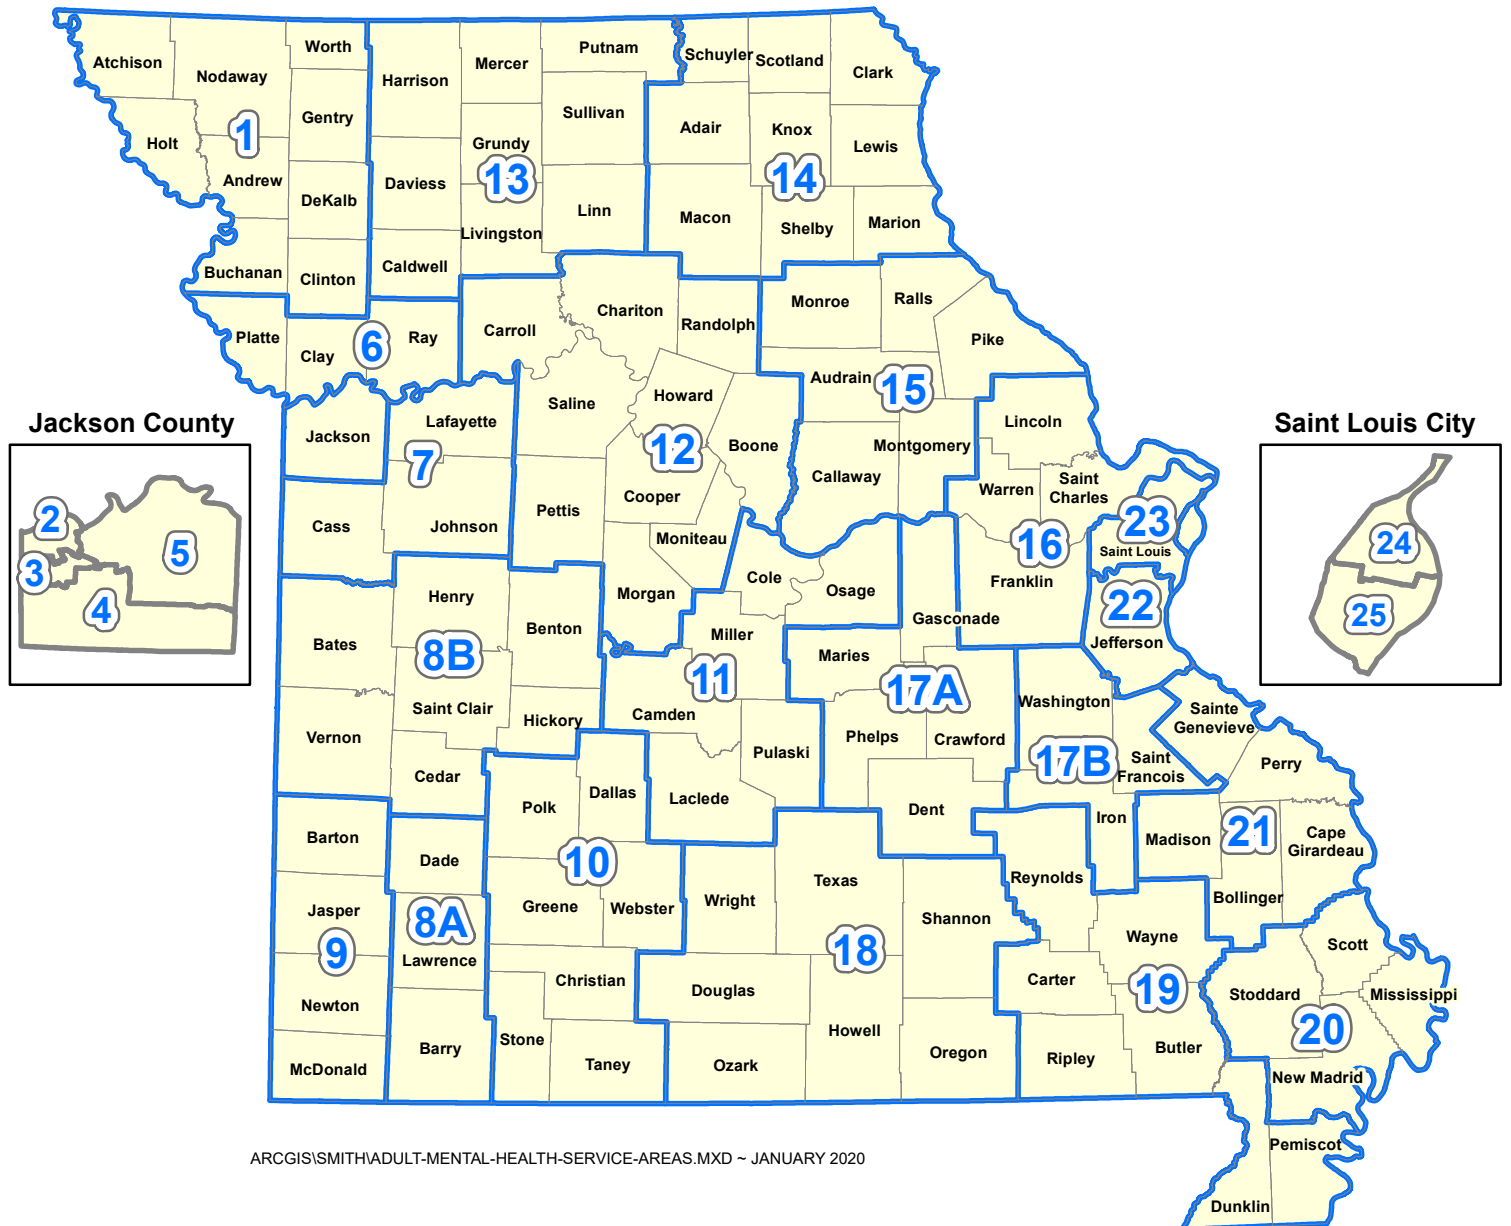 Atchison
Nodaway
Worth
Harrison
Mercer
Putnam
Schuyler
Scotland
Clark
Holt
1
Gentry
Grundy
Sullivan
Adair
Knox
Lewis
Andrew
DeKalb
Daviess
13
Livingston
Linn
14
Macon
Shelby
Marion
Buchanan
Clinton
Caldwell
Platte
Clay
6
Ray
Carroll
Chariton
Randolph
Monroe
Ralls
Pike
Audrain
15
Jackson County
2
3
4
5
Jackson
Lafayette
7
Saline
Howard
12
Boone
Callaway
Montgomery
Lincoln
Saint Louis City
24
25
Cass
Johnson
Pettis
Cooper
Moniteau
Warren
Saint
Charles
23
Saint Louis
16
Franklin
Henry
Benton
Morgan
Cole
Osage
Gasconade
22
Jefferson
Bates
8B
Miller
Maries
11
17A
Saint Clair
Hickory
Camden
Phelps
Crawford
Washington
Sainte
Genevieve
Vernon
Cedar
Pulaski
17B
Saint
Francois
Perry
Polk
Dallas
Laclede
Dent
Iron
Madison
21
Cape
Girardeau
Barton
Dade
10
Texas
Reynolds
Bollinger
Jasper
8A
Greene
Webster
Wright
Shannon
9
Lawrence
18
Wayne
Scott
Newton
Christian
Douglas
Carter
19
Stoddard
Mississippi
20
McDonald
Barry
Stone
Taney
Ozark
Howell
Oregon
Ripley
Butler
New Madrid
Pemiscot
Dunklin
ARCGIS\SMITH\ADULT-MENTAL-HEALTH-SERVICE-AREAS.MXD ~ JANUARY 2020